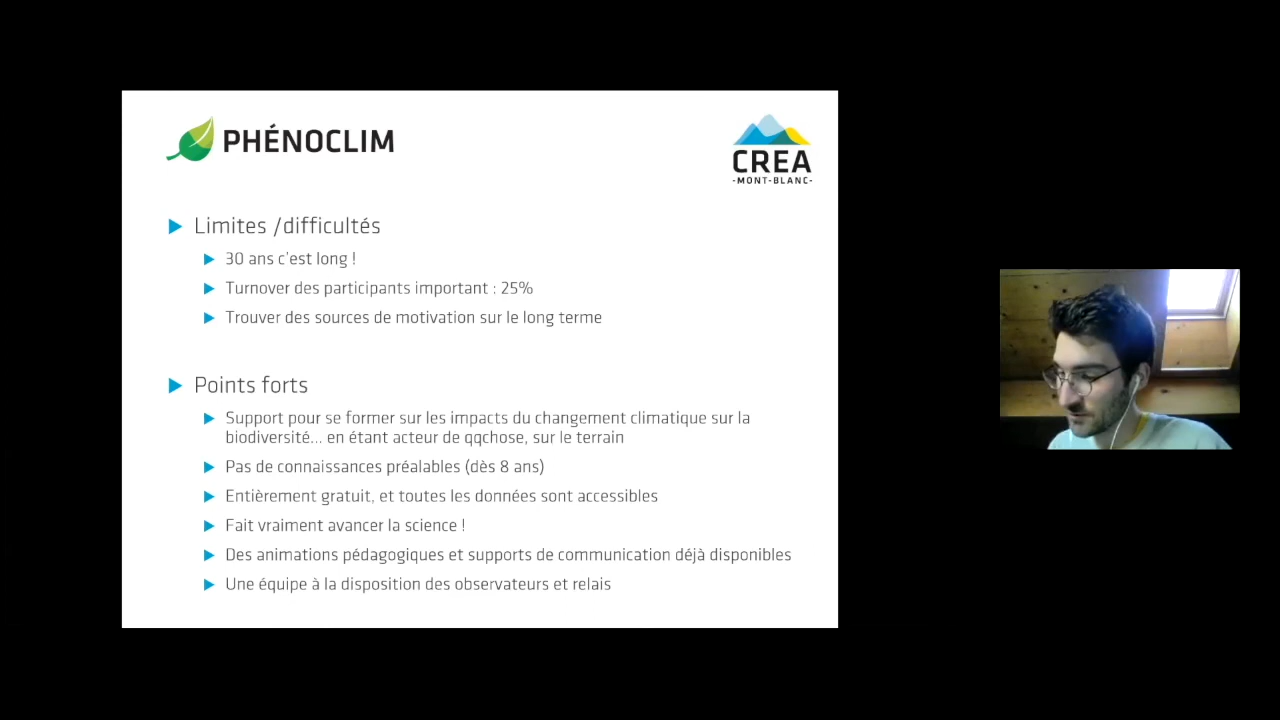 PHÉNOCLIM
CREA
-MONT-BLANC-
Limites /difficultés
30 ans c'est long !
Turnover des participants important : 25%
Trouver des sources de motivation sur le long terme
Points forts
Support pour se former sur les impacts du changement climatique sur la
biodiversité... en étant acteur de qqchose, sur le terrain
Pas de connaissances préalables (dès 8 ans)
Entièrement gratuit, et toutes les données sont accessibles
Fait vraiment avancer la science !
Des animations pédagogiques et supports de communication déjà disponibles
Une équipe à la disposition des observateurs et relais